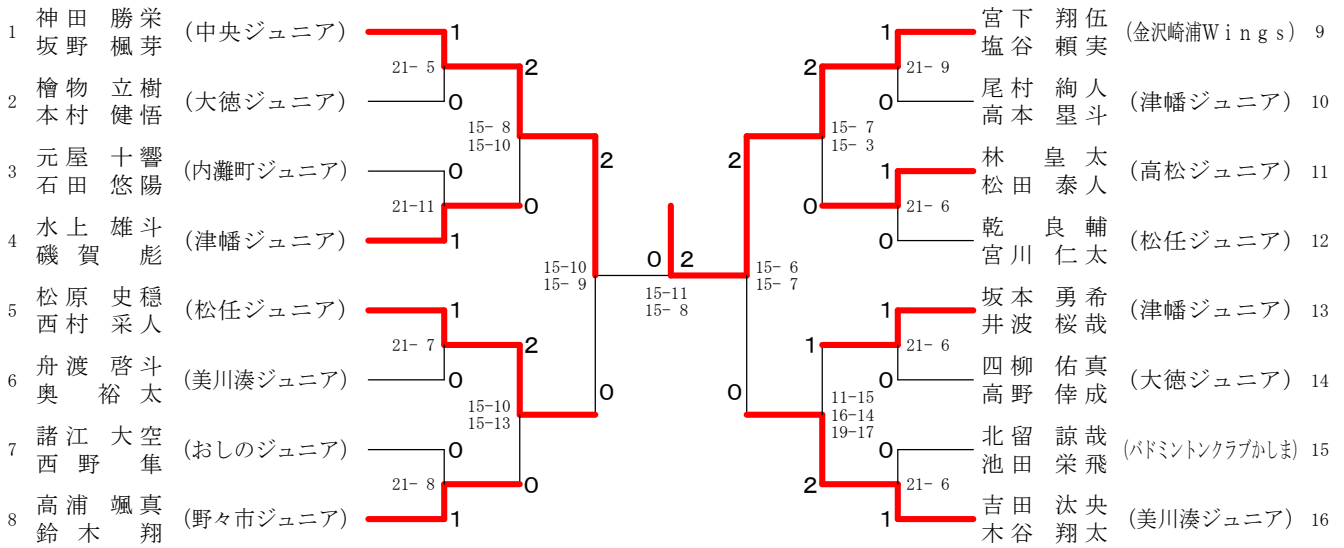 1 神田 勝栄 坂野 楓芽 (中央ジュニア) 1
21- 5
2
2 檜物 立樹 本村 健悟 (大徳ジュニア) 0
15- 8
15-10
2
3 元屋 十響 石田 悠陽 (内灘町ジュニア) 0
21-11
0
4 水上 雄斗 磯賀 彪 (津幡ジュニア) 1
15-10
15- 9
5 松原 史穏 西村 采人 (松任ジュニア) 1
21- 7
2
6 舟渡 啓斗 奥 裕太 (美川湊ジュニア) 0
15-10
15-13
0
7 諸江 大空 西野 隼 (おしのジュニア) 0
21- 8
0
8 高浦 颯真 鈴木 翔 (野々市ジュニア) 1
0 2
15-11
15- 8
1 宮下 翔伍 塩谷 頼実 (金沢崎浦Wings) 9
2
21- 9
0 尾村 絢人 高本 塁斗 (津幡ジュニア) 10
2
15- 7
15- 3
1 林 皇太 松田 泰人 (高松ジュニア) 11
0
21- 6
0 乾 良輔 宮川 仁太 (松任ジュニア) 12
15- 6
15- 7
1 坂本 勇希 井波 桜哉 (津幡ジュニア) 13
1
21- 6
0 四柳 佑真 高野 倖成 (大徳ジュニア) 14
0
11-15
16-14
19-17
0 北留 諒哉 池田 栄飛 (バドミントンクラブかしま) 15
2
21- 6
1 吉田 汰央 木谷 翔太 (美川湊ジュニア) 16